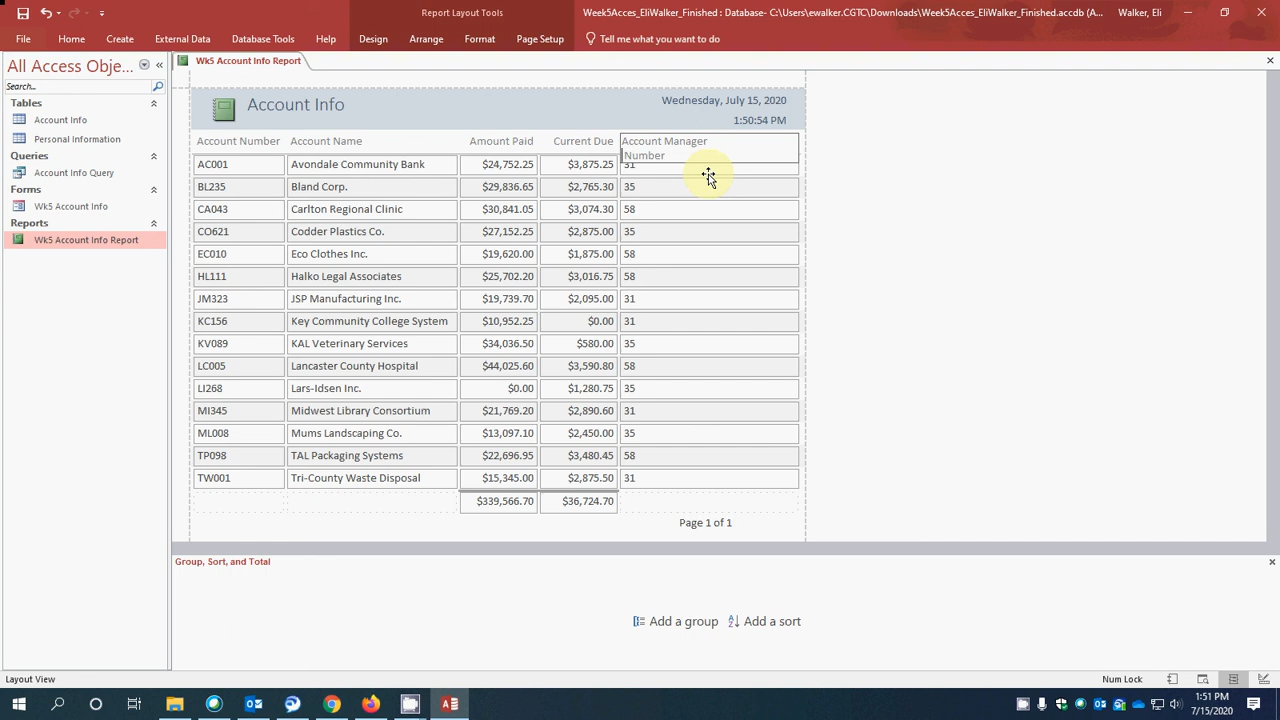 Report Layout Tools
Week5Acces_EliWalker_Finished : Database- C:\Users\ewalker.CGTC\Downloads\Week5Acces_EliWalker_Finished.accdb (A...
Walker, Eli
File Home Create External Data Database Tools Help Design Arrange Format Page Setup Tell me what you want to do
All Access Obje...
Search...
Tables
Account Info
Personal Information
Queries
Account Info Query
Forms
Wk5 Account Info
Reports
Wk5 Account Info Report
Wk5 Account Info Report
Account Info
Wednesday, July 15, 2020
1:50:54 PM
Account Number Account Name Amount Paid Current Due Account Manager
Number
AC001 Avondale Community Bank $24,752.25 $3,875.25 31
BL235 Bland Corp. $29,836.65 $2,765.30 35
CA043 Carlton Regional Clinic $30,841.05 $3,074.30 58
CO621 Codder Plastics Co. $27,152.25 $2,875.00 35
EC010 Eco Clothes Inc. $19,620.00 $1,875.00 58
HL111 Halko Legal Associates $25,702.20 $3,016.75 58
JM323 JSP Manufacturing Inc. $19,739.70 $2,095.00 31
KC156 Key Community College System $10,952.25 $0.00 31
KV089 KAL Veterinary Services $34,036.50 $580.00 35
LC005 Lancaster County Hospital $44,025.60 $3,590.80 58
LI268 Lars-Idsen Inc. $0.00 $1,280.75 35
MI345 Midwest Library Consortium $21,769.20 $2,890.60 31
ML008 Mums Landscaping Co. $13,097.10 $2,450.00 35
TP098 TAL Packaging Systems $22,696.95 $3,480.45 58
TW001 Tri-County Waste Disposal $15,345.00 $2,875.50 31
$339,566.70 $36,724.70
Page 1 of 1
Group, Sort, and Total
Add a group Add a sort
Layout View
Num Lock
1:51 PM
7/15/2020